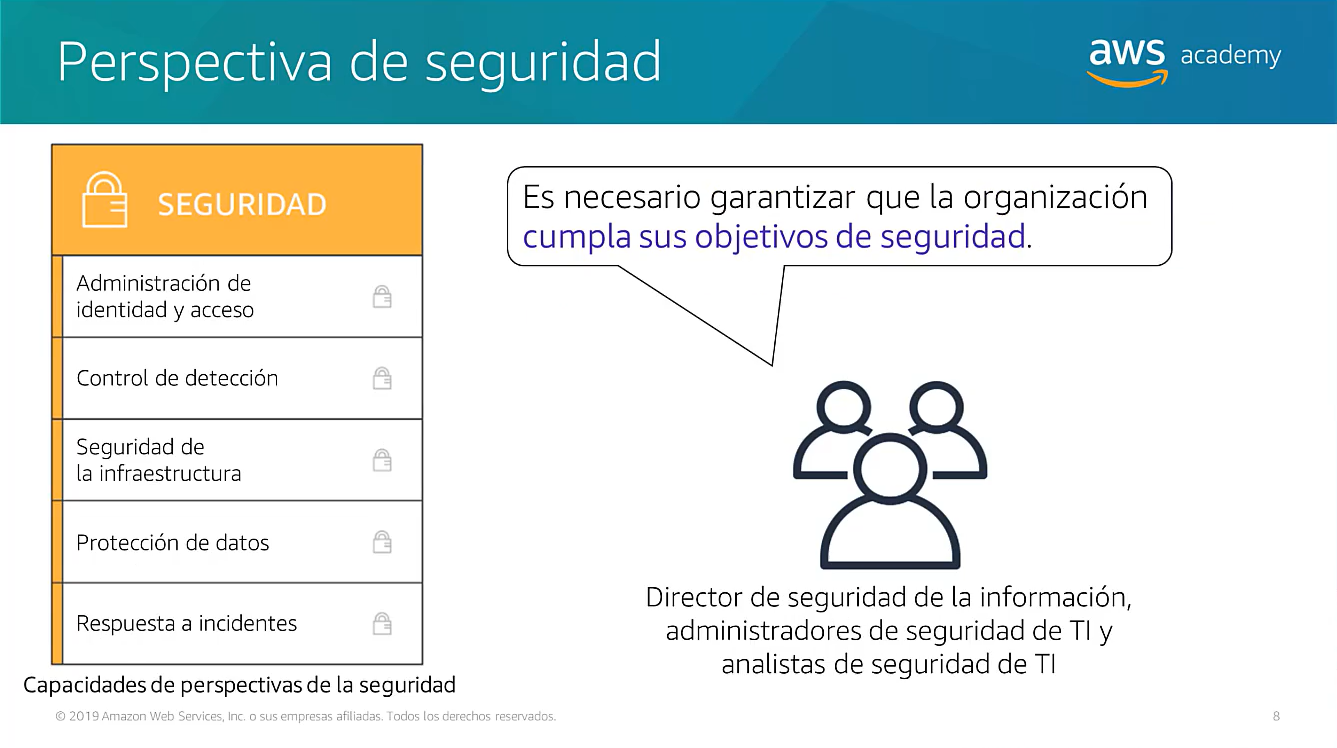 Perspectiva de seguridad
aws academy
SEGURIDAD
Administración de
identidad y acceso
Control de detección
Seguridad de
la infraestructura
Protección de datos
Respuesta a incidentes
Capacidades de perspectivas de la seguridad
Es necesario garantizar que la organización
cumpla sus objetivos de seguridad.
Director de seguridad de la información,
administradores de seguridad de TI y
analistas de seguridad de TI
© 2019 Amazon Web Services, Inc. o sus empresas afiliadas. Todos los derechos reservados.
8